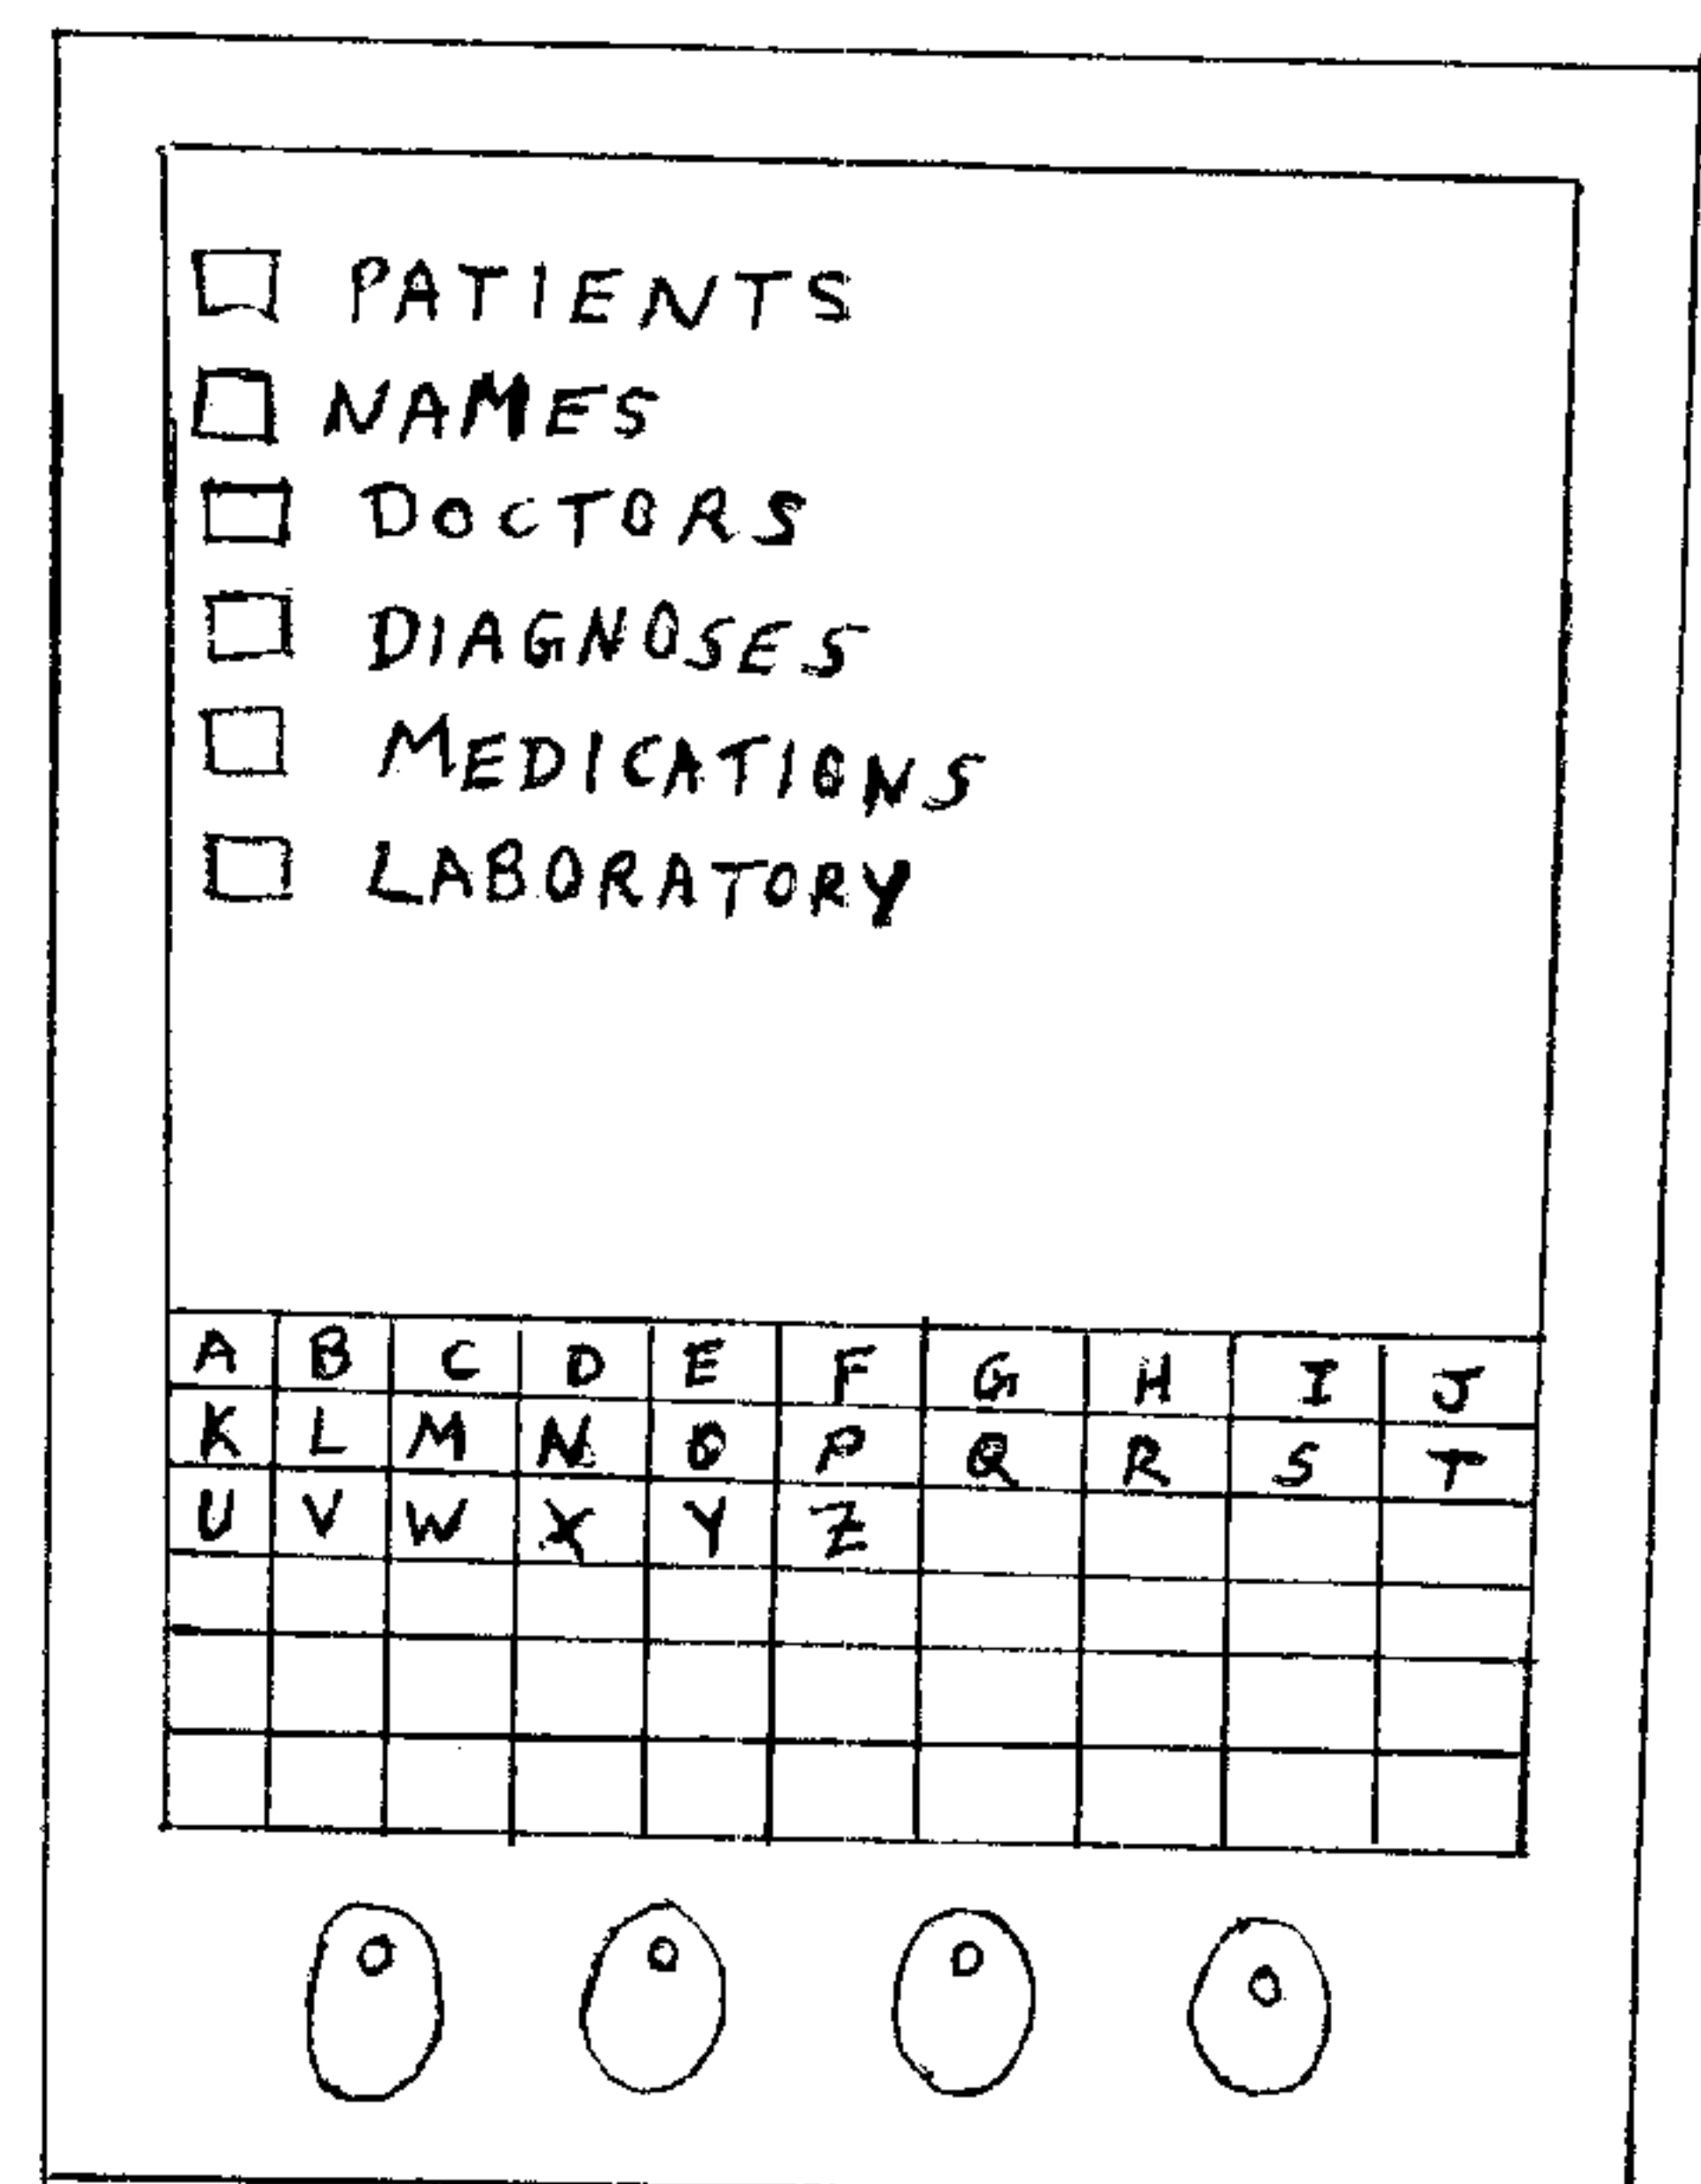 PATIENTS
NAMES
DOCTORS
DIAGNOSES
MEDICATIONS
LABORATORY
A B C D E F G H I J
K L M N O P Q R S T
U V W X Y Z